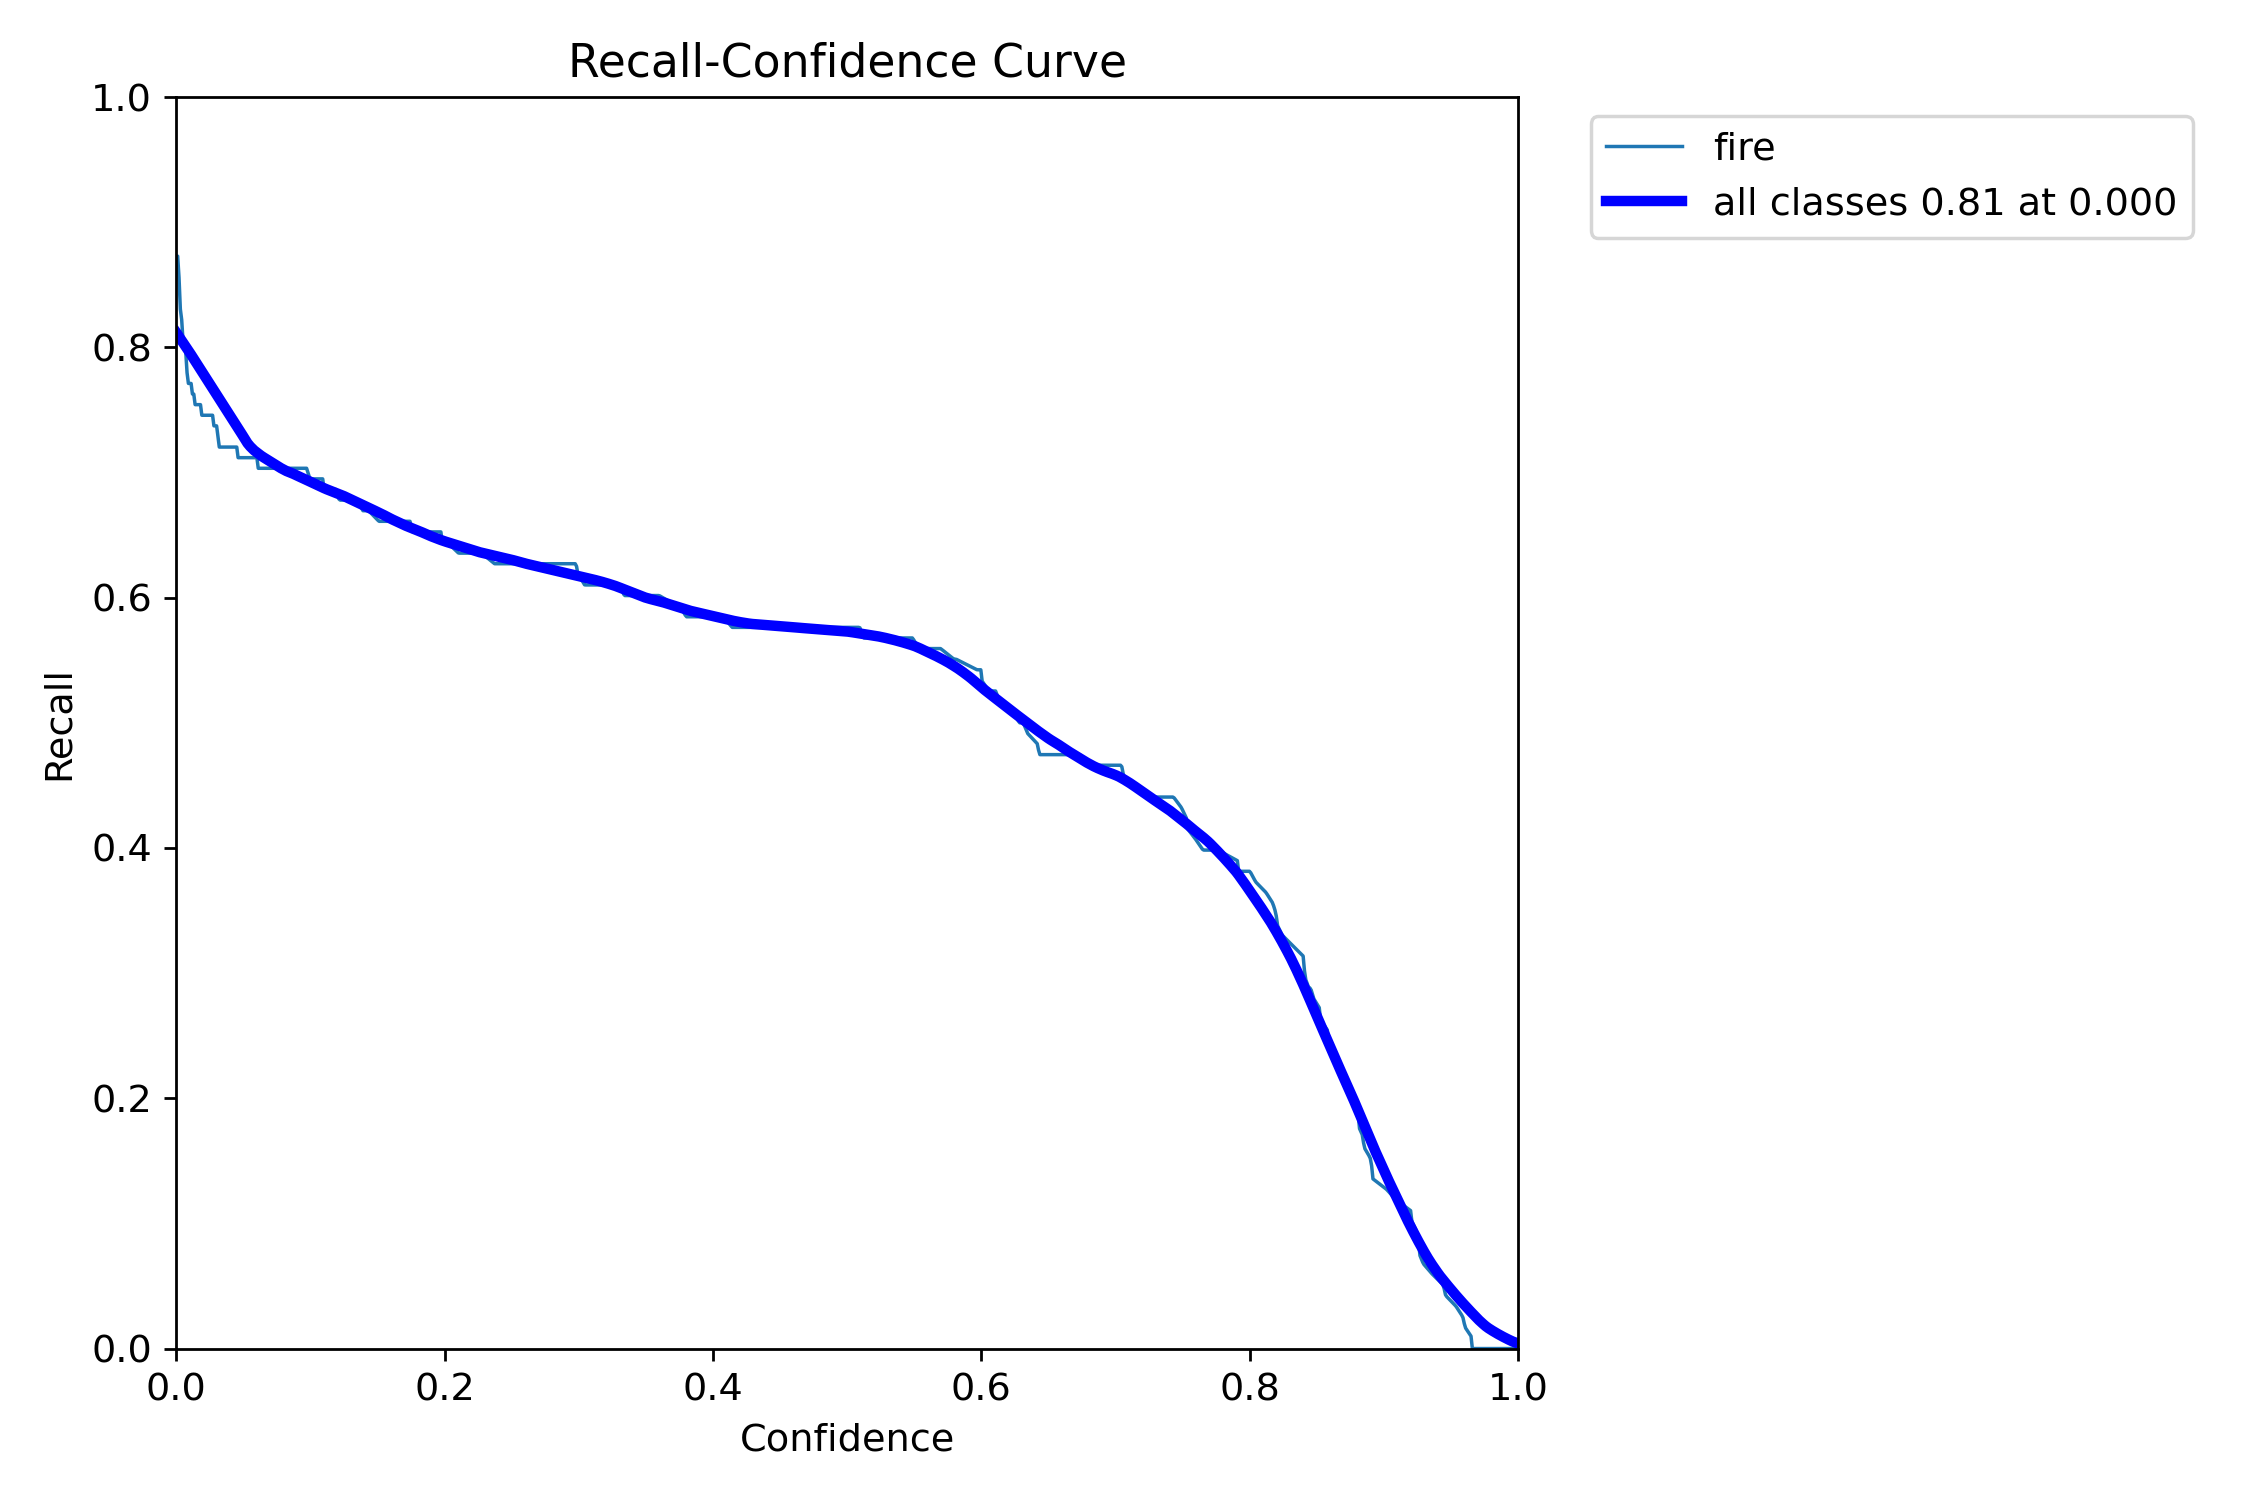 Recall-Confidence Curve
1.0
0.8
0.6
0.4
0.2
0.0
Recall
0.0 0.2 0.4 0.6 0.8 1.0
Confidence
fire
all classes 0.81 at 0.000